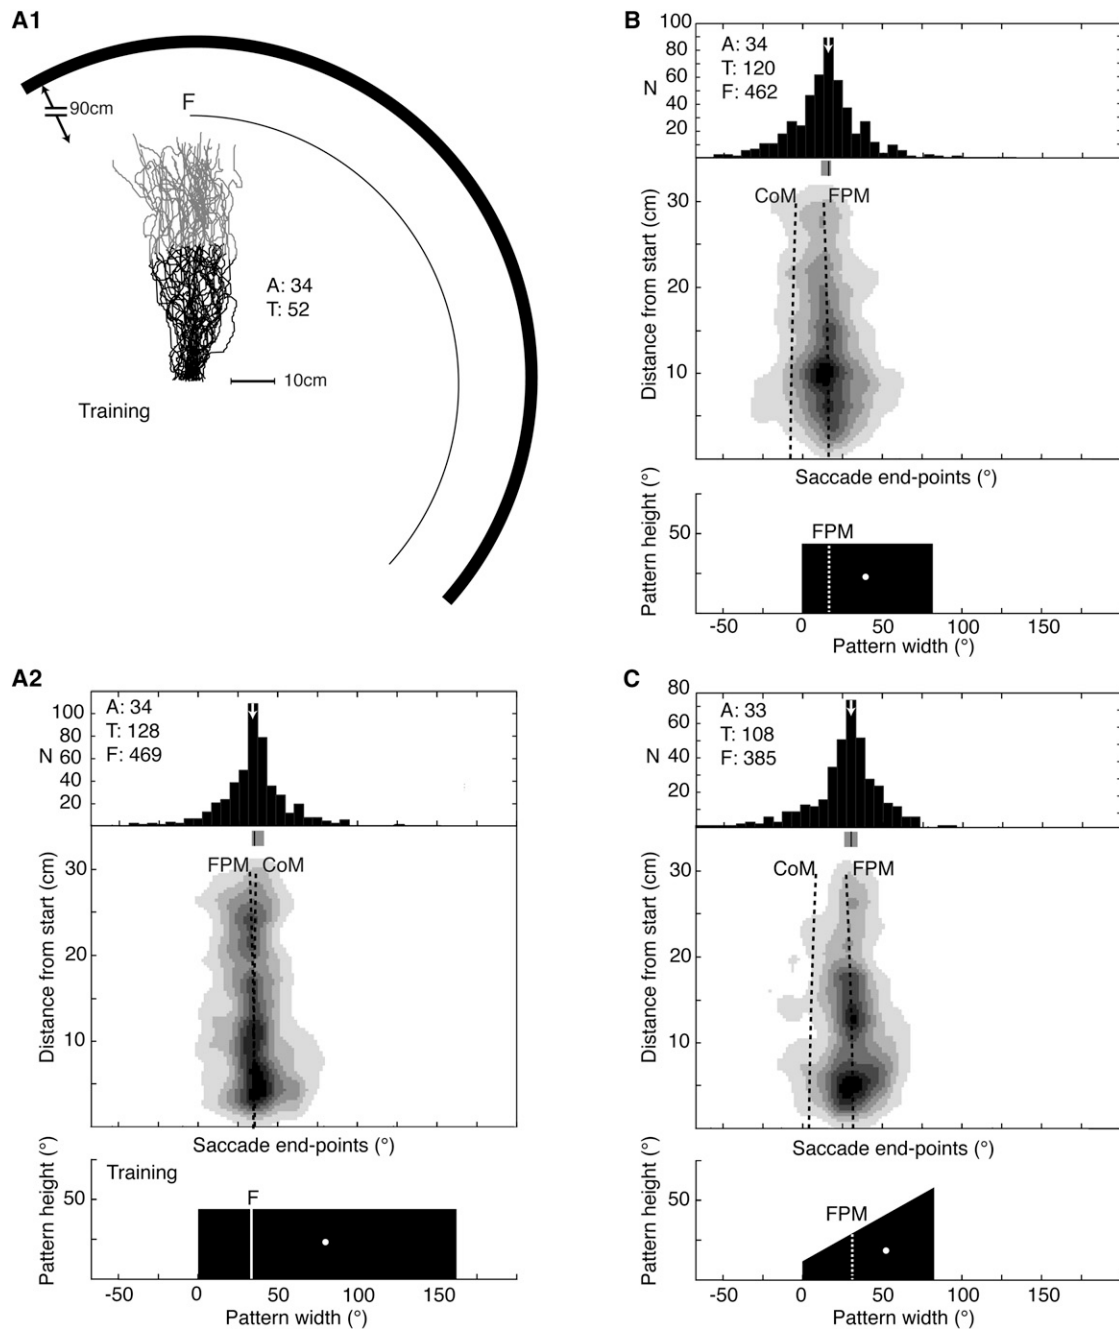 A1
F
90cm
A: 34
T: 52
10cm
Training
B
100
80
60
40
20
N
A: 34
T: 120
F: 462
CoM FPM
30
20
10
Distance from start (cm)
Saccade end-points (°)
Pattern height (°)
50
FPM
-50 0 50 100 150
Pattern width (°)
A2
100
80
60
40
20
N
A: 34
T: 128
F: 469
FPM CoM
30
20
10
Distance from start (cm)
Saccade end-points (°)
Pattern height (°)
50
Training
F
-50 0 50 100 150
Pattern width (°)
C
80
60
40
20
N
A: 33
T: 108
F: 385
CoM FPM
30
20
10
Distance from start (cm)
Saccade end-points (°)
Pattern height (°)
50
FPM
-50 0 50 100 150
Pattern width (°)